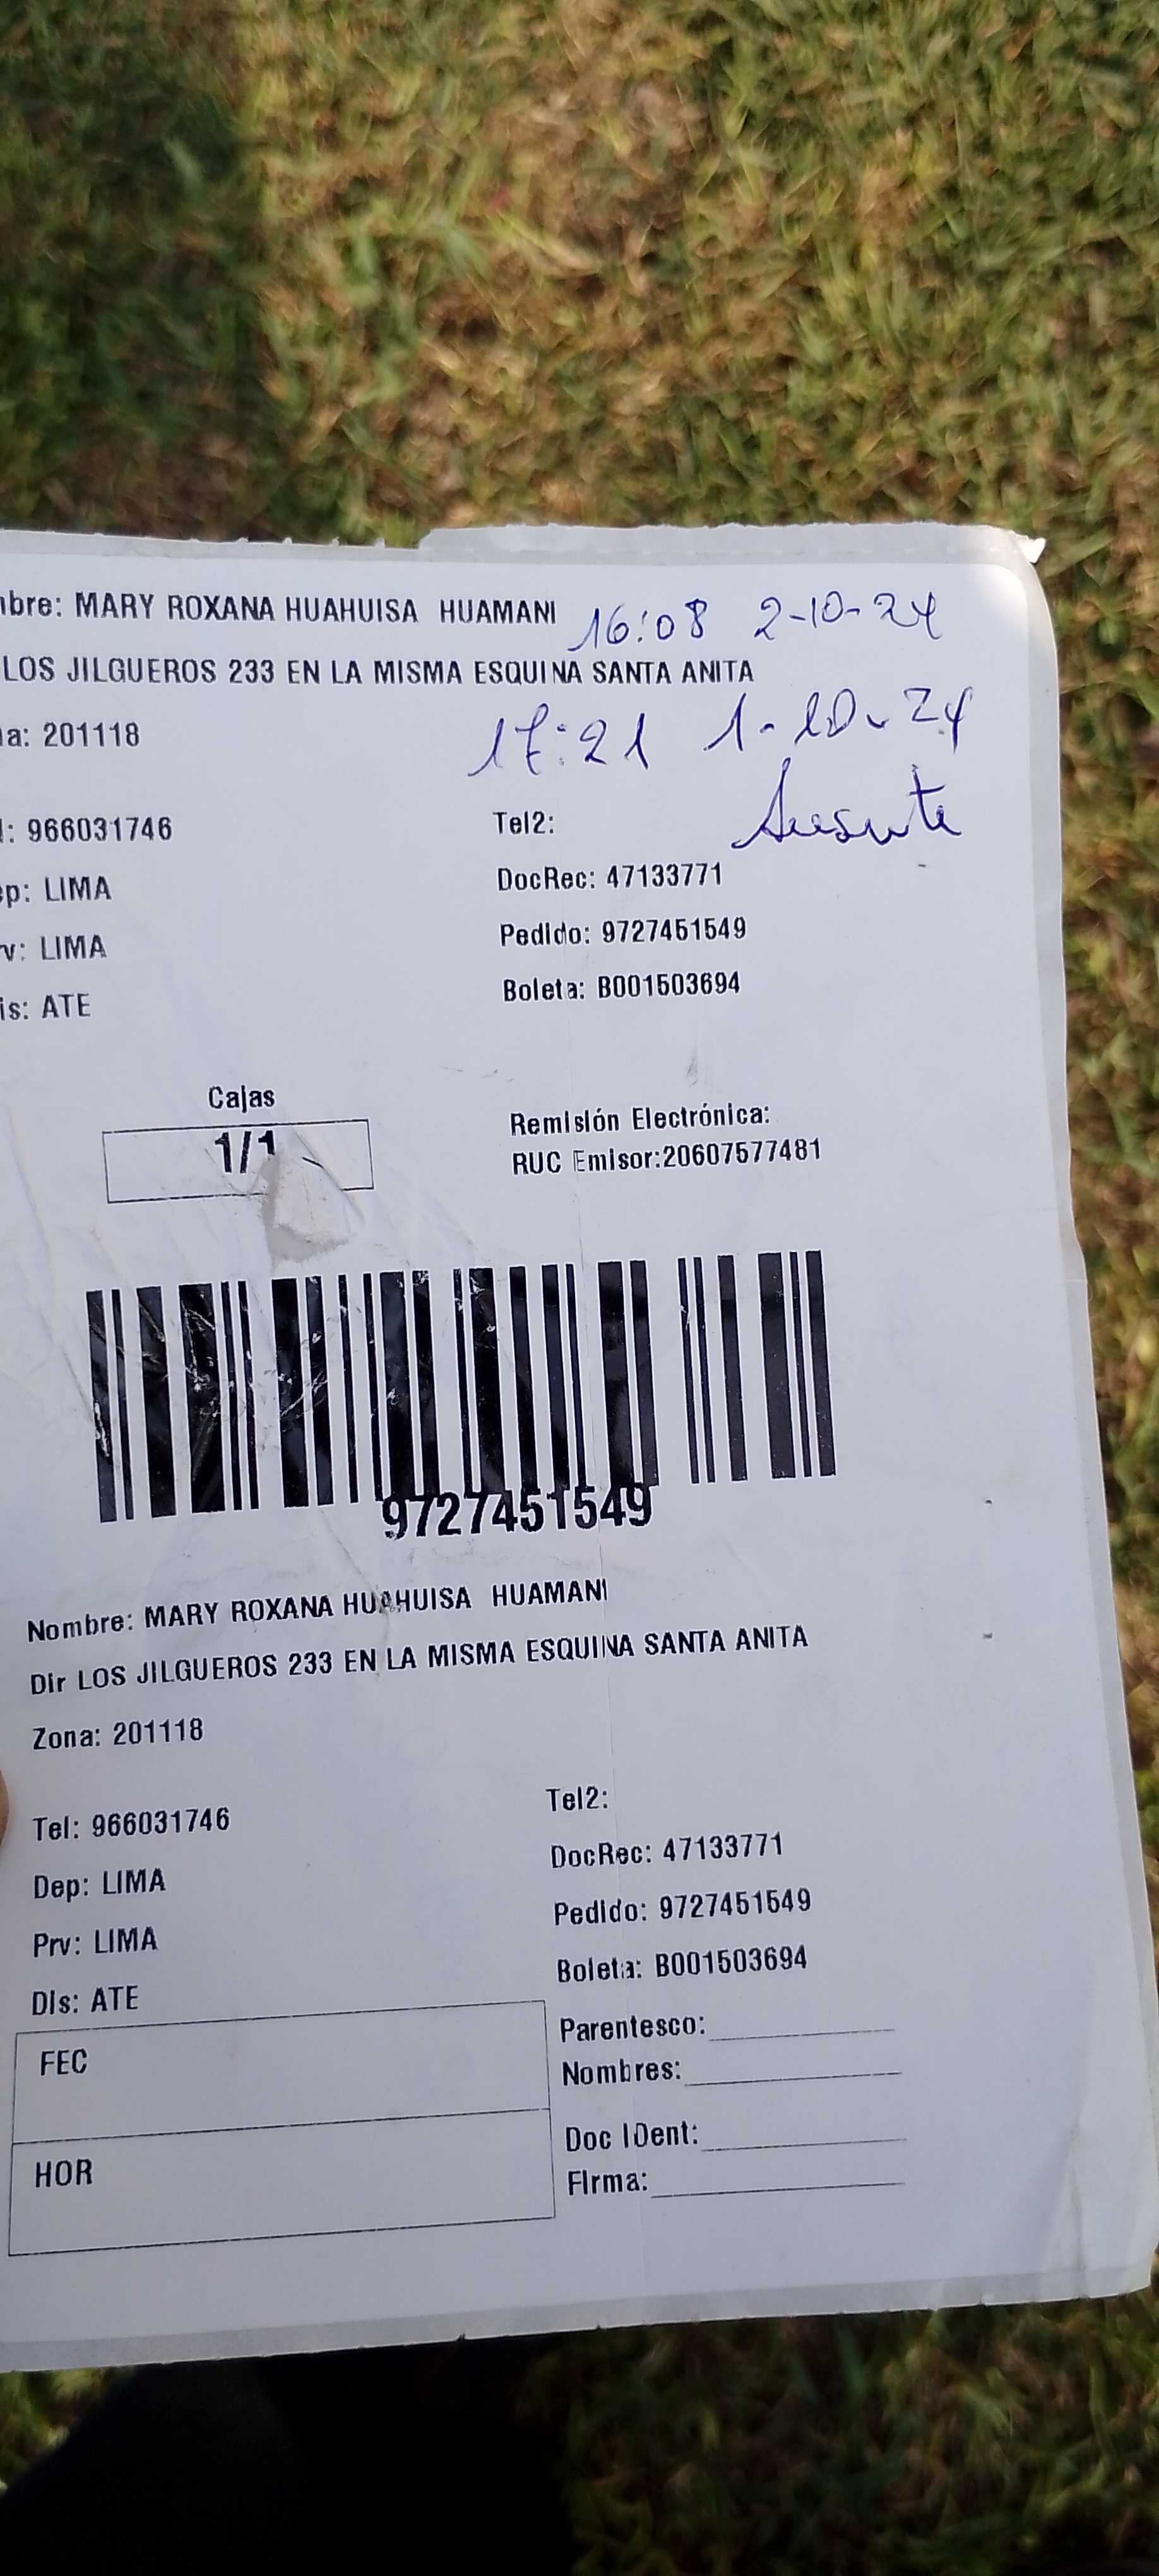 bre: MARY ROXANA HUAHUISA HUAMANI 16:08 2-10-24
LOS JILGUEROS 233 EN LA MISMA ESQUINA SANTA ANITA
a: 201118 17:21 1-10-24
Ausente
: 966031746 Tel2:
p: LIMA DocRec: 47133771
v: LIMA Pedido: 9727451549
is: ATE Boleta: B001503694
Cajas
1/1
Remisión Electrónica:
RUC Emisor:20607577481
9727451549
Nombre: MARY ROXANA HUAHUISA HUAMANI
Dir LOS JILGUEROS 233 EN LA MISMA ESQUINA SANTA ANITA
Zona: 201118
Tel: 966031746 Tel2:
Dep: LIMA DocRec: 47133771
Prv: LIMA Pedido: 9727451549
Dis: ATE Boleta: B001503694
FEC
HOR
Parentesco:
Nombres:
Doc IDent:
Firma: